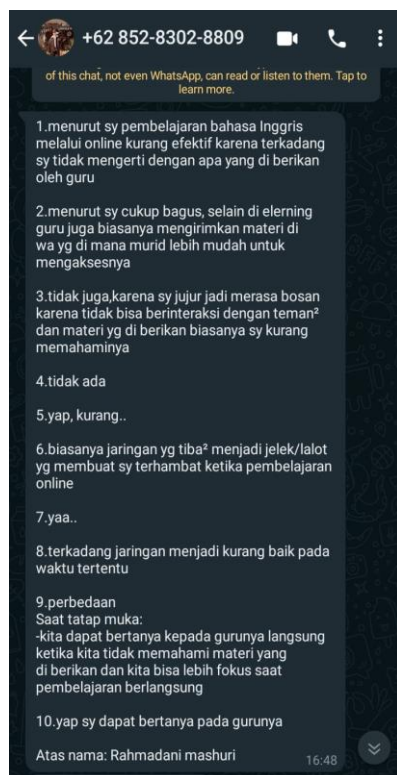 +62 852-8302-8809
of this chat, not even WhatsApp, can read or listen to them. Tap to
learn more.
1.menurut sy pembelajaran bahasa Inggris
melalui online kurang efektif karena terkadang
sy tidak mengerti dengan apa yang di berikan
oleh guru
2.menurut sy cukup bagus, selain di elerning
guru juga biasanya mengirimkan materi di
wa yg di mana murid lebih mudah untuk
mengaksesnya
3.tidak juga,karena sy jujur jadi merasa bosan
karena tidak bisa berinteraksi dengan teman²
dan materi yg di berikan biasanya sy kurang
memahaminya
4.tidak ada
5.yap, kurang..
6.biasanya jaringan yg tiba² menjadi jelek/lalot
yg membuat sy terhambat ketika pembelajaran
online
7.yaa..
8.terkadang jaringan menjadi kurang baik pada
waktu tertentu
9.perbedaan
Saat tatap muka:
-kita dapat bertanya kepada gurunya langsung
ketika kita tidak memahami materi yang
di berikan dan kita bisa lebih fokus saat
pembelajaran berlangsung
10.yap sy dapat bertanya pada gurunya
Atas nama: Rahmadani mashuri
16:48